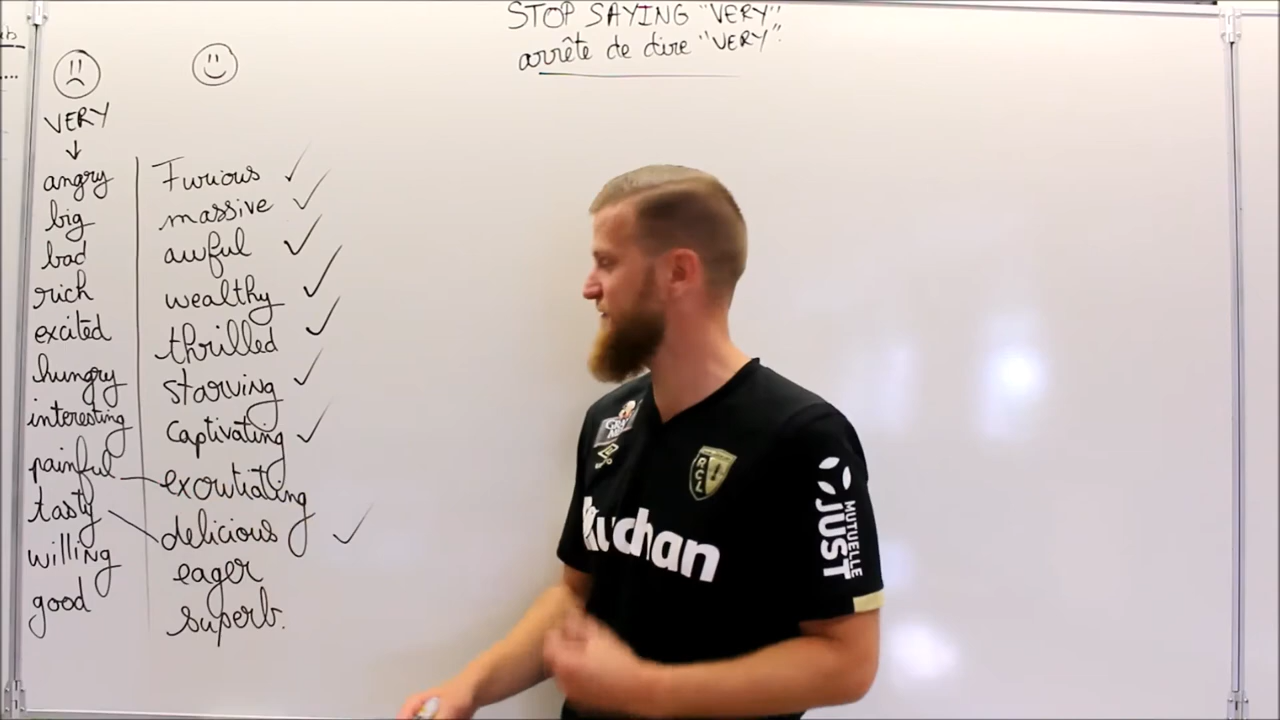 STOP SAYING "VERY"
arrête de dire "VERY".
VERY
angry Furious
big massive
bad awful
rich wealthy
excited thrilled
hungry starving
interesting captivating
painful excrutiating
tasty delicious
willing eager
good superb.
RCL
Auchan
MUTUELLE
JUST